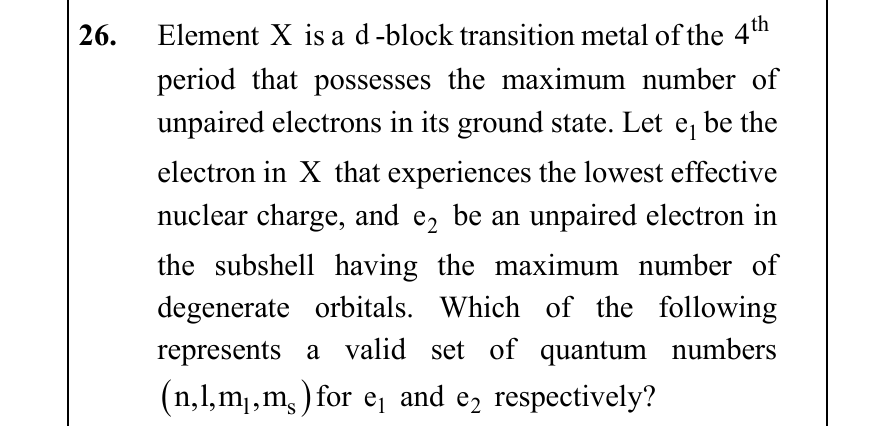 26. Element X is a d-block transition metal of the 4th
period that possesses the maximum number of
unpaired electrons in its ground state. Let e₁ be the
electron in X that experiences the lowest effective
nuclear charge, and e₂ be an unpaired electron in
the subshell having the maximum number of
degenerate orbitals. Which of the following
represents a valid set of quantum numbers
(n,l,m₁,mₛ) for e₁ and e₂ respectively?